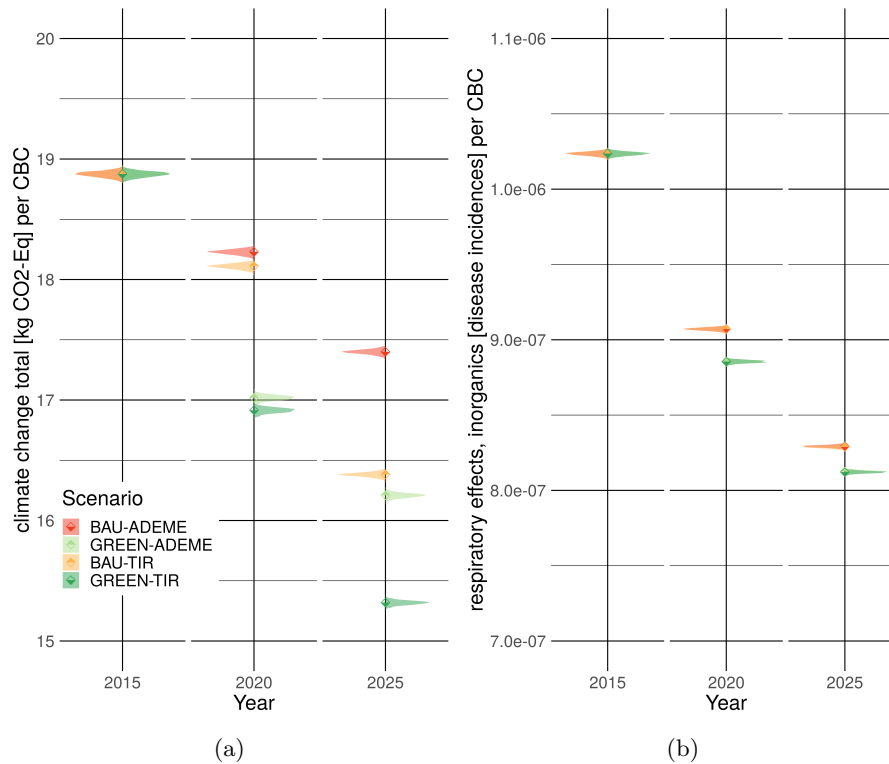 climate change total [kg CO2-Eq] per CBC
20
19
18
17
16
15
Scenario
BAU-ADEME
GREEN-ADEME
BAU-TIR
GREEN-TIR
2015
2020
2025
Year
(a)
respiratory effects, inorganics [disease incidences] per CBC
1.1e-06
1.0e-06
9.0e-07
8.0e-07
7.0e-07
2015
2020
2025
Year
(b)